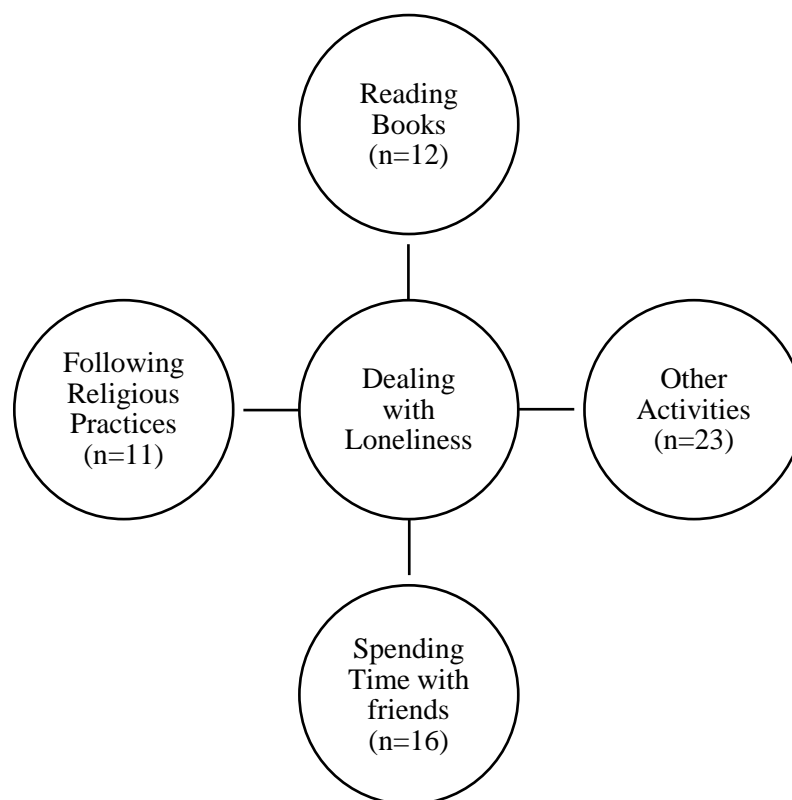 Reading
Books
(n=12)
Following
Religious
Practices
(n=11)
Dealing
with
Loneliness
Other
Activities
(n=23)
Spending
Time with
friends
(n=16)